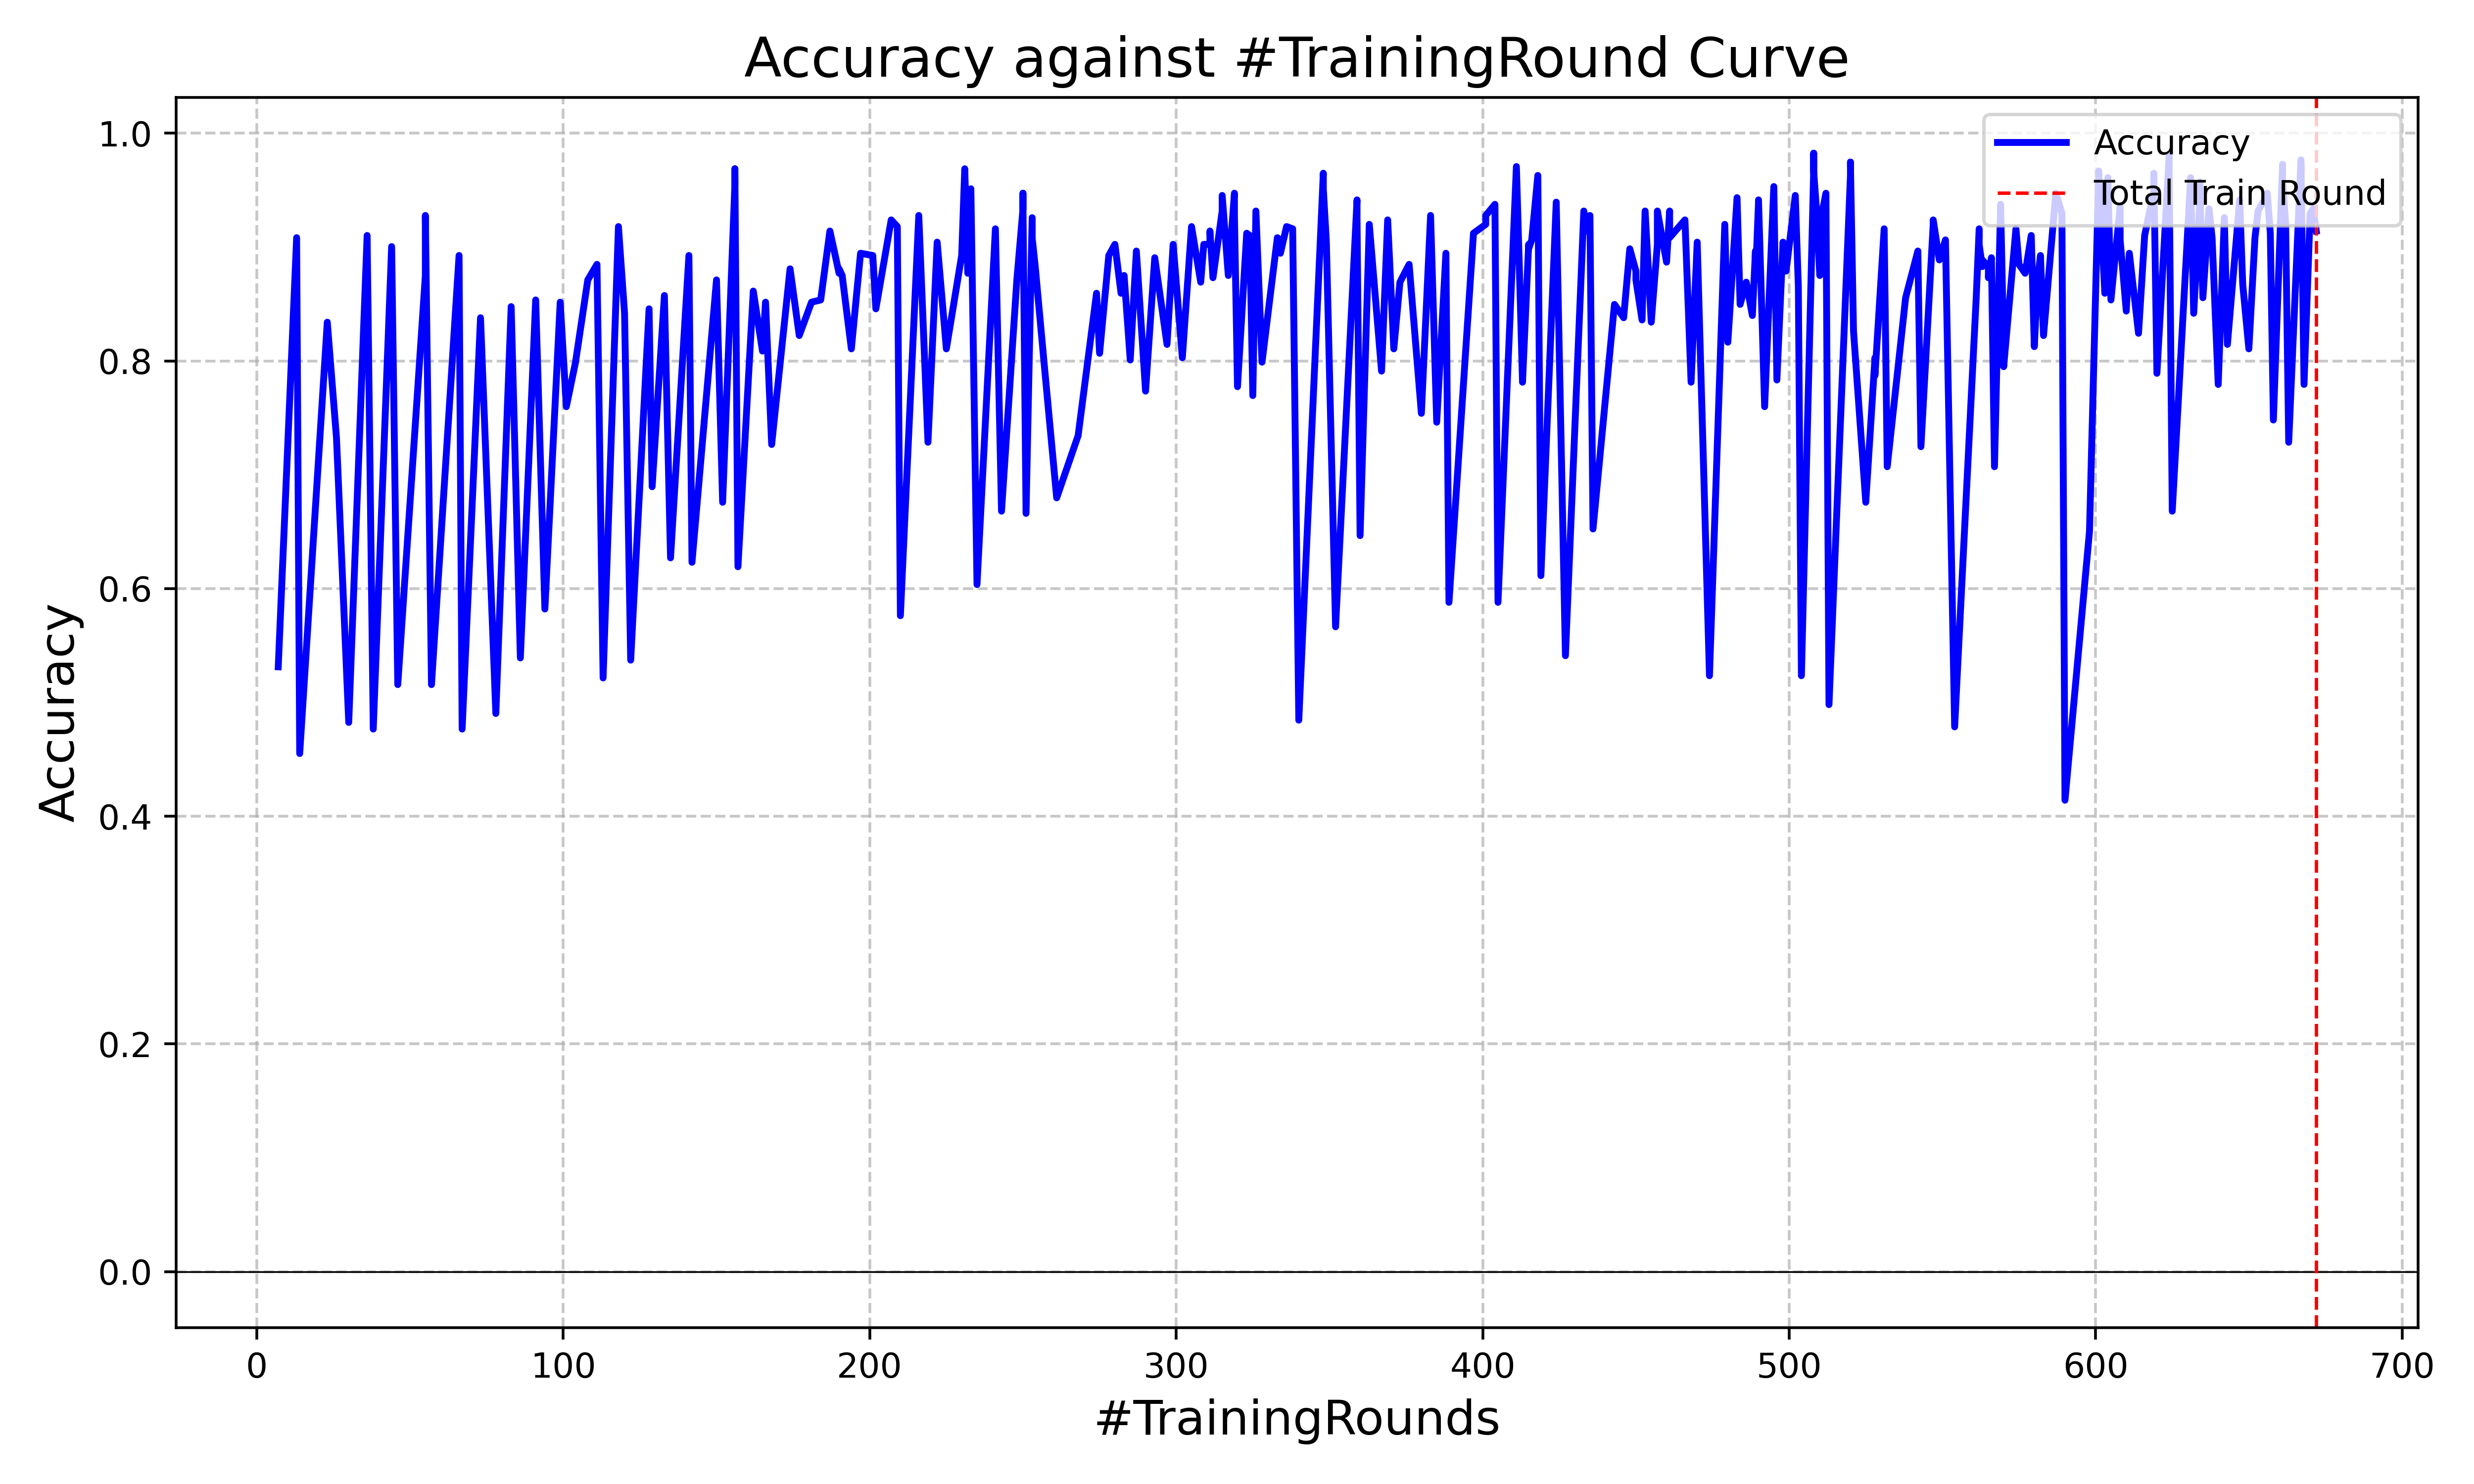 Accuracy against #TrainingRound Curve
Accuracy
Total Train Round
1.0
0.8
0.6
0.4
0.2
0.0
Accuracy
0 100 200 300 400 500 600 700
#TrainingRounds